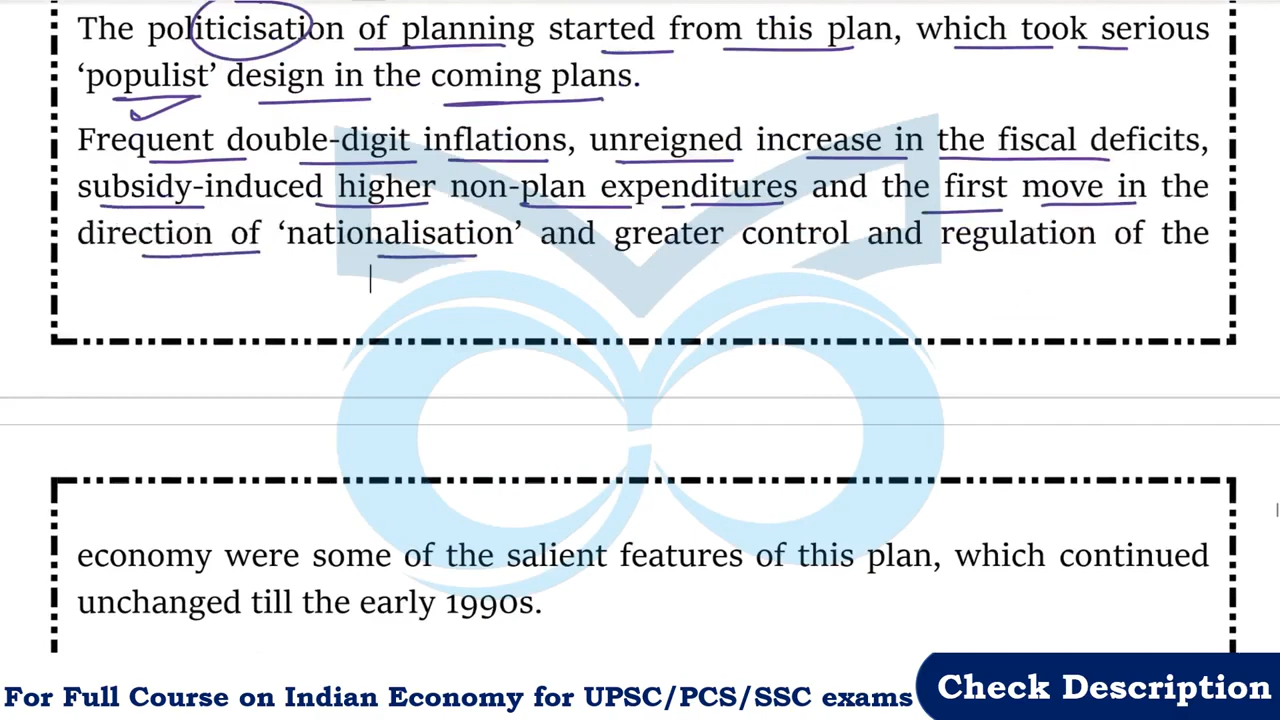 The politicisation of planning started from this plan, which took serious
‘populist’ design in the coming plans.
Frequent double-digit inflations, unreigned increase in the fiscal deficits,
subsidy-induced higher non-plan expenditures and the first move in the
direction of ‘nationalisation’ and greater control and regulation of the
economy were some of the salient features of this plan, which continued
unchanged till the early 1990s.
For Full Course on Indian Economy for UPSC/PCS/SSC exams
Check Description